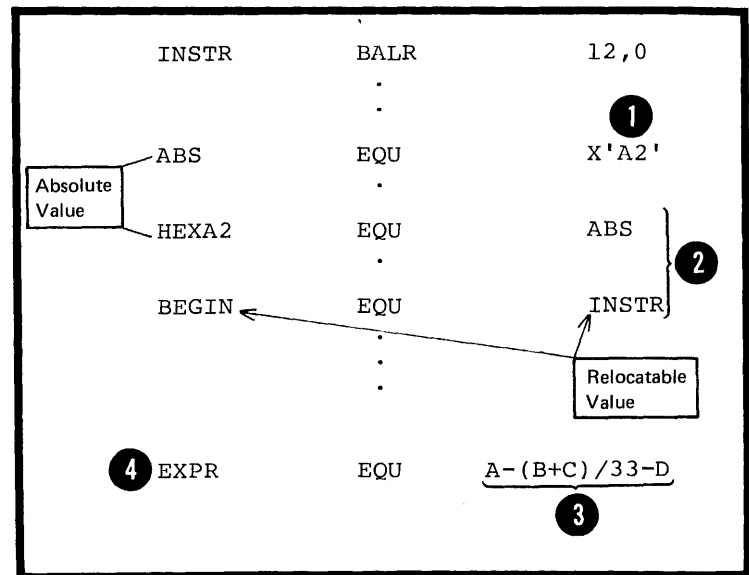 INSTR BALR 12,0
.
.
1
ABS EQU X'A2'
Absolute
Value
.
HEXA2 EQU ABS
2
.
BEGIN EQU INSTR
.
.
.
Relocatable
Value
4 EXPR EQU A-(B+C)/33-D
3